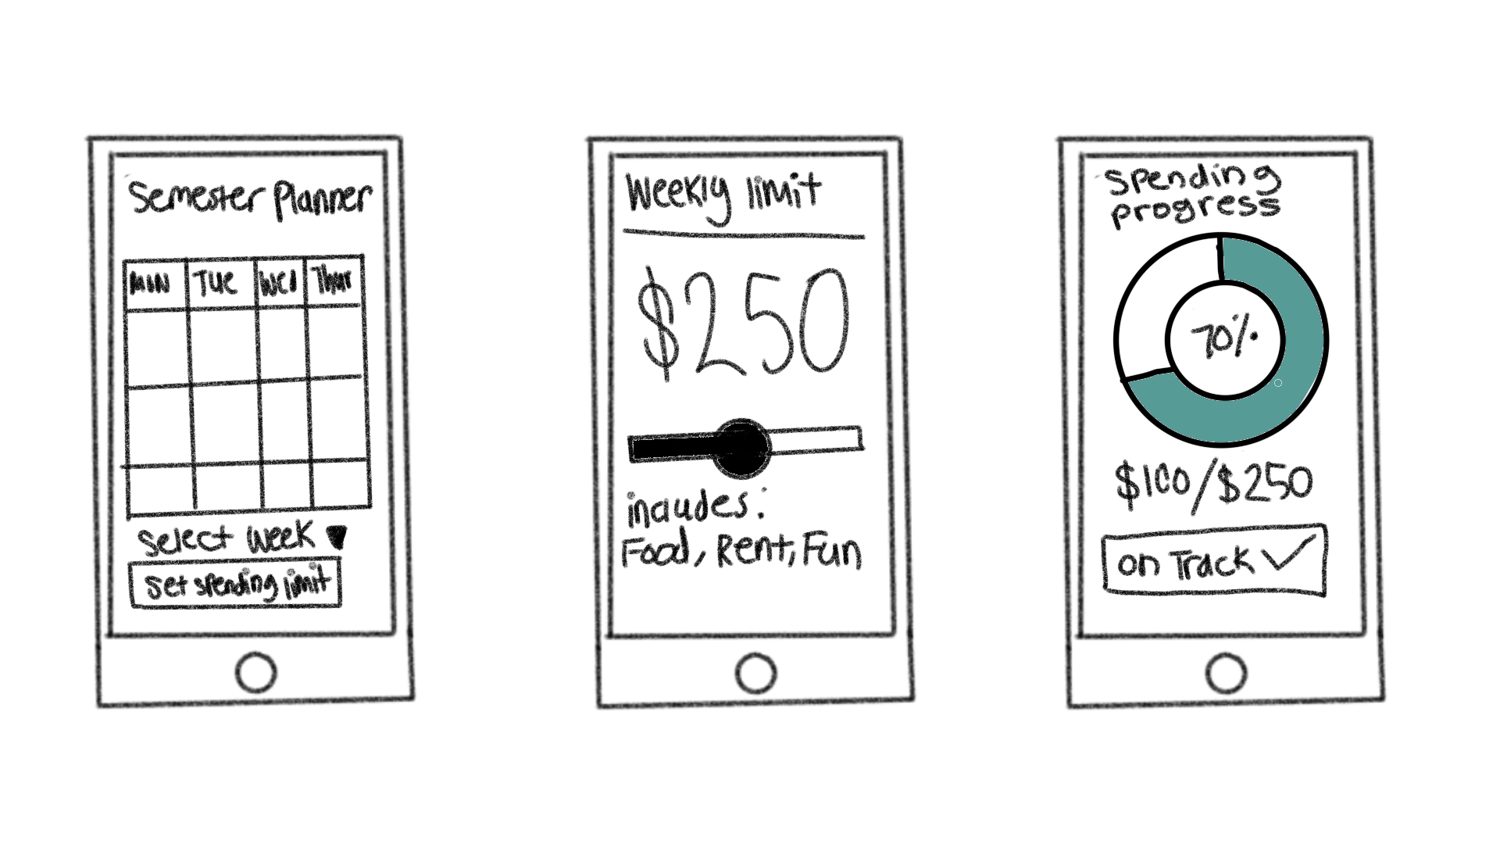 Semester Planner
MON TUE WED Thur
Select Week
Set spending limit
Weekly limit
$250
includes:
Food, Rent, Fun
Spending
progress
70%
$100/$250
on Track